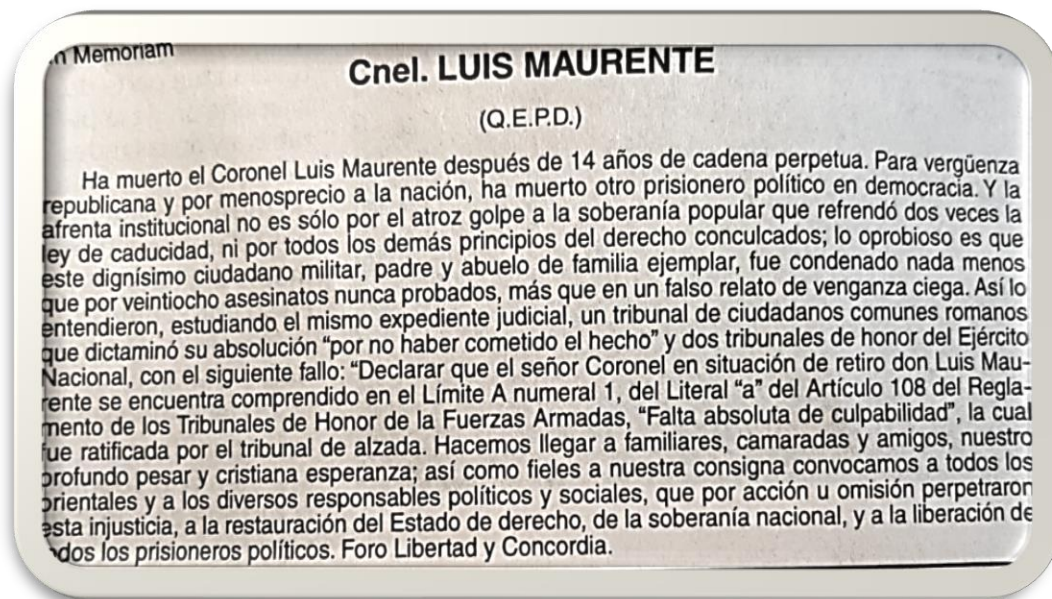 n Memoriam
Cnel. LUIS MAURENTE
(Q.E.P.D.)
Ha muerto el Coronel Luis Maurente después de 14 años de cadena perpetua. Para vergüenza
republicana y por menosprecio a la nación, ha muerto otro prisionero político en democracia. Y la
afrenta institucional no es sólo por el atroz golpe a la soberanía popular que refrendó dos veces la
ley de caducidad, ni por todos los demás principios del derecho conculcados; lo oprobioso es que
este dignísimo ciudadano militar, padre y abuelo de familia ejemplar, fue condenado nada menos
que por veintiocho asesinatos nunca probados, más que en un falso relato de venganza ciega. Así lo
entendieron, estudiando el mismo expediente judicial, un tribunal de ciudadanos comunes romanos
que dictaminó su absolución “por no haber cometido el hecho” y dos tribunales de honor del Ejército
Nacional, con el siguiente fallo: “Declarar que el señor Coronel en situación de retiro don Luis Mau-
rente se encuentra comprendido en el Límite A numeral 1, del Literal “a” del Artículo 108 del Regla-
mento de los Tribunales de Honor de la Fuerzas Armadas, “Falta absoluta de culpabilidad”, la cual
fue ratificada por el tribunal de alzada. Hacemos llegar a familiares, camaradas y amigos, nuestro
profundo pesar y cristiana esperanza; así como fieles a nuestra consigna convocamos a todos los
orientales y a los diversos responsables políticos y sociales, que por acción u omisión perpetraron
esta injusticia, a la restauración del Estado de derecho, de la soberanía nacional, y a la liberación de
odos los prisioneros políticos. Foro Libertad y Concordia.